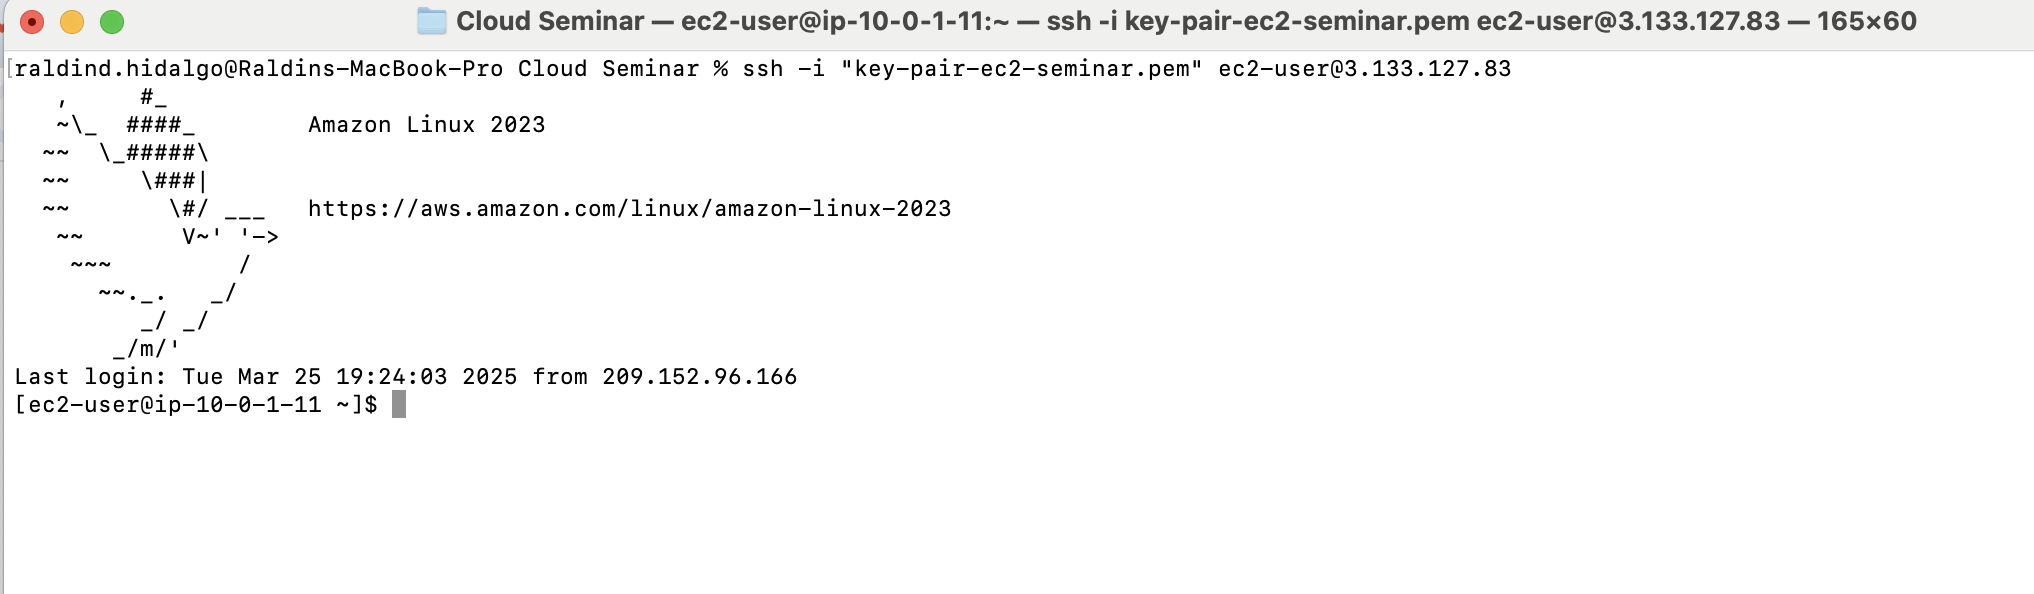 Cloud Seminar — ec2-user@ip-10-0-1-11:~ — ssh -i key-pair-ec2-seminar.pem ec2-user@3.133.127.83 — 165×60
[raldind.hidalgo@Raldins-MacBook-Pro Cloud Seminar % ssh -i "key-pair-ec2-seminar.pem" ec2-user@3.133.127.83
   ,     #_
   ~\_  ####_        Amazon Linux 2023
  ~~  \_#####\
  ~~     \###|
  ~~       \#/ ___   https://aws.amazon.com/linux/amazon-linux-2023
   ~~       V~' '->
    ~~~         /
      ~~._.   _/
         _/ _/
       _/m/'
Last login: Tue Mar 25 19:24:03 2025 from 209.152.96.166
[ec2-user@ip-10-0-1-11 ~]$